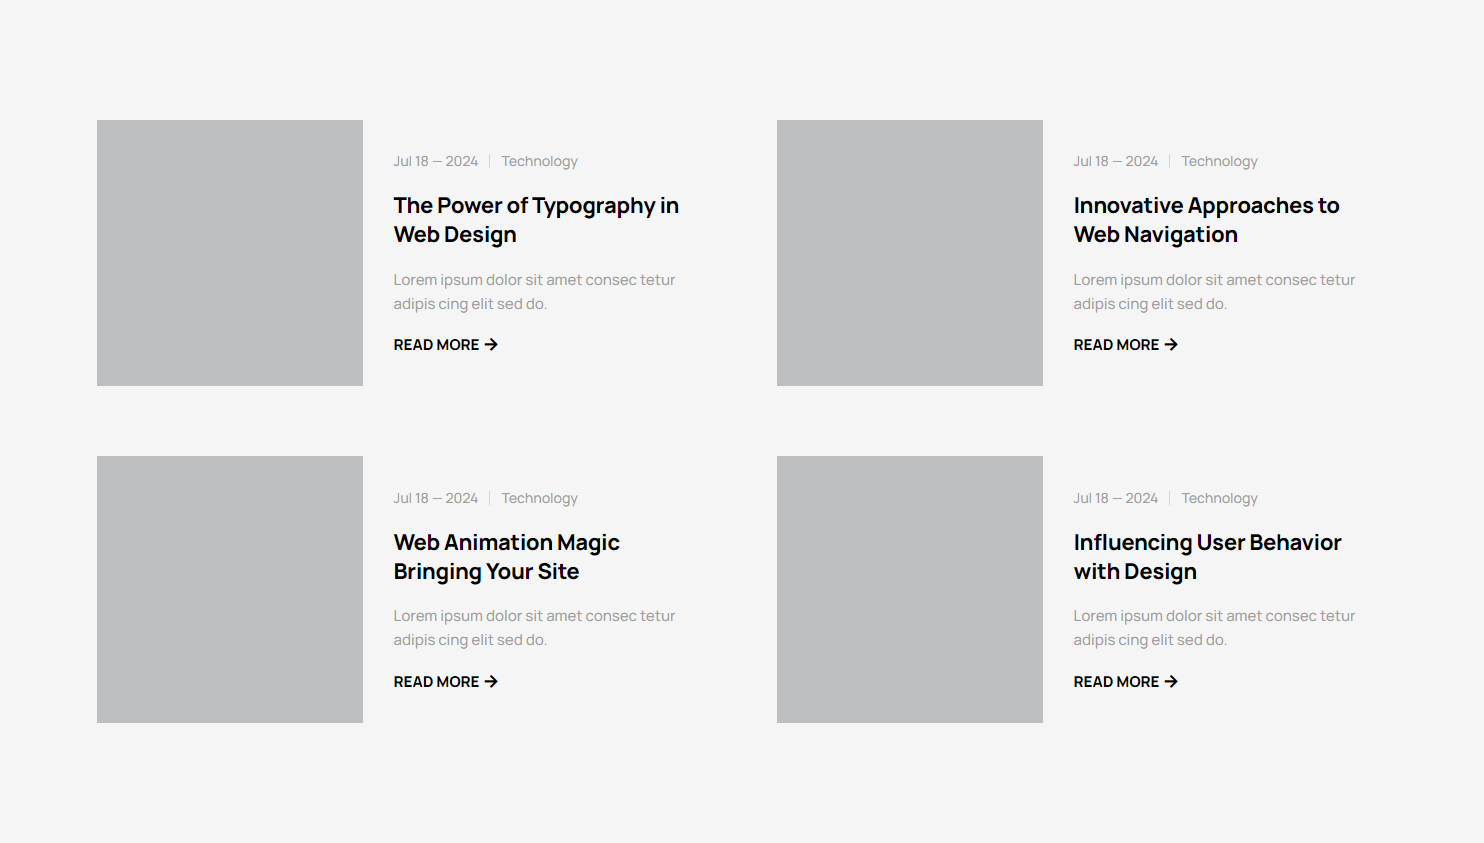 Jul 18 — 2024 | Technology
The Power of Typography in
Web Design
Lorem ipsum dolor sit amet consec tetur
adipis cing elit sed do.
READ MORE →
Jul 18 — 2024 | Technology
Innovative Approaches to
Web Navigation
Lorem ipsum dolor sit amet consec tetur
adipis cing elit sed do.
READ MORE →
Jul 18 — 2024 | Technology
Web Animation Magic
Bringing Your Site
Lorem ipsum dolor sit amet consec tetur
adipis cing elit sed do.
READ MORE →
Jul 18 — 2024 | Technology
Influencing User Behavior
with Design
Lorem ipsum dolor sit amet consec tetur
adipis cing elit sed do.
READ MORE →